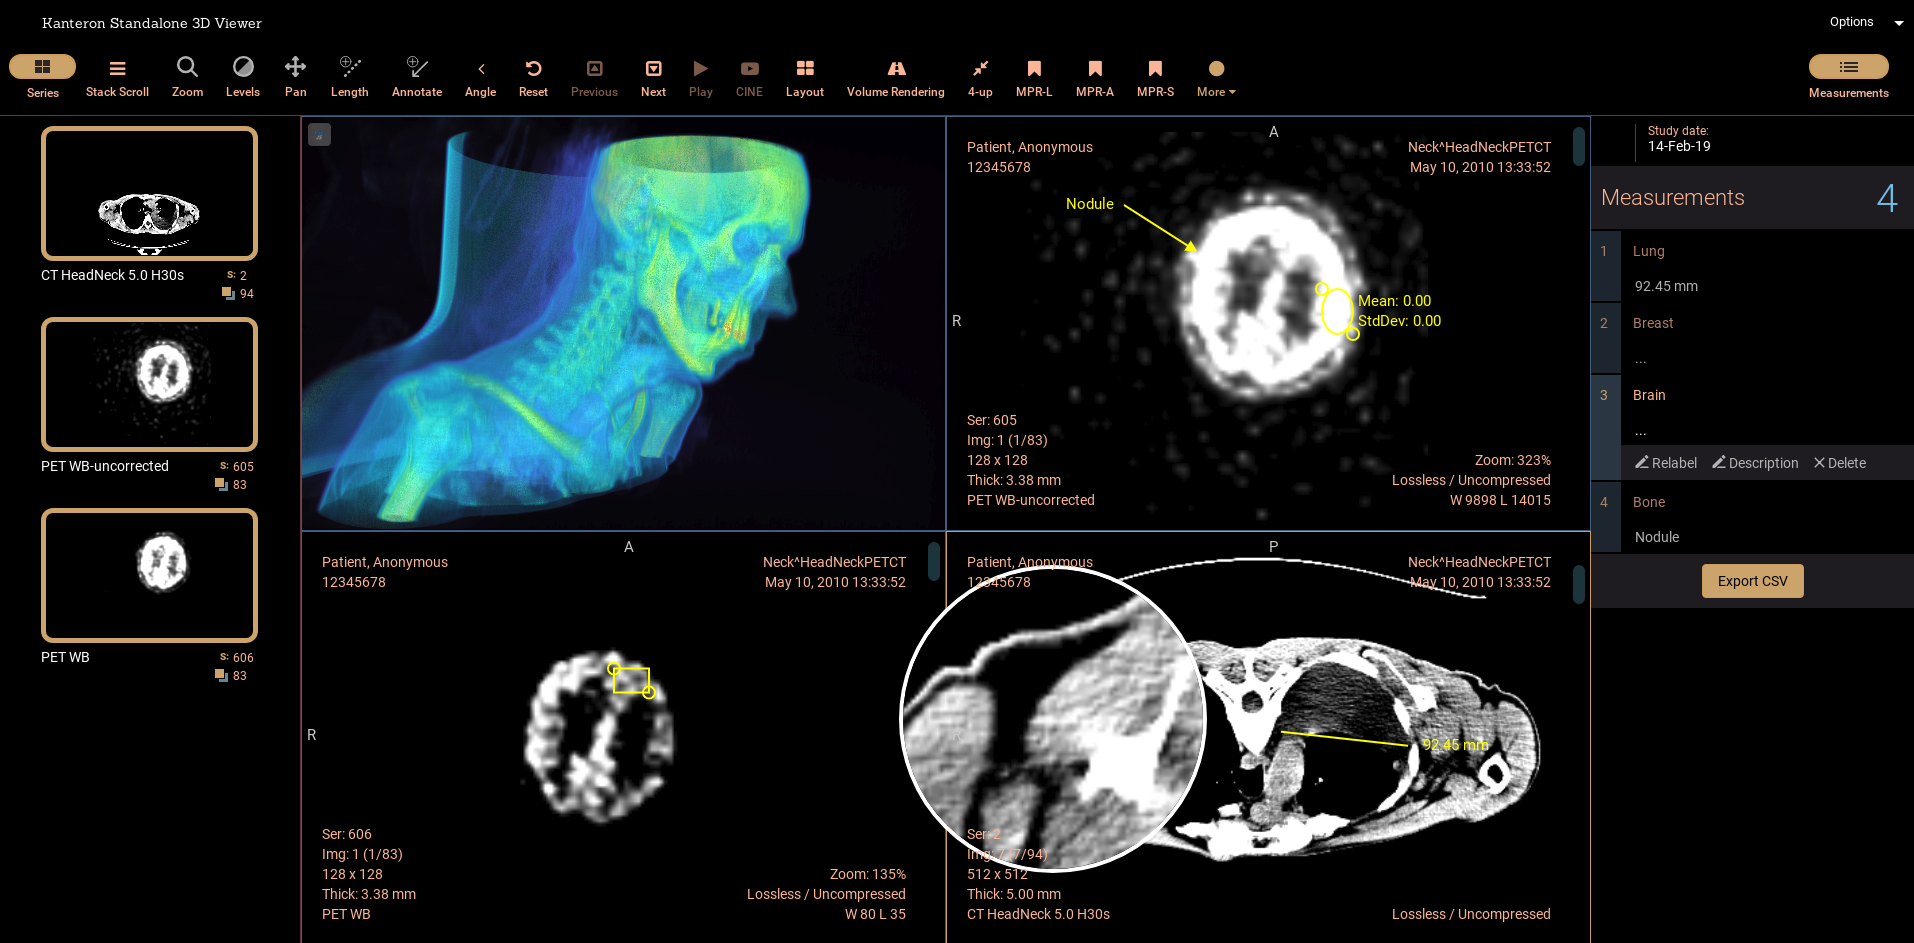 Kanteron Standalone 3D Viewer
Options
Series
Stack Scroll
Zoom
Levels
Pan
Length
Annotate
Angle
Reset
Previous
Next
Play
CINE
Layout
Volume Rendering
4-up
MPR-L
MPR-A
MPR-S
More
Measurements
CT HeadNeck 5.0 H30s
S: 2
94
PET WB-uncorrected
S: 605
83
PET WB
S: 606
83
A
Patient, Anonymous
12345678
Neck^HeadNeckPETCT
May 10, 2010 13:33:52
Nodule
Mean: 0.00
StdDev: 0.00
R
Ser: 605
Img: 1 (1/83)
128 x 128
Thick: 3.38 mm
PET WB-uncorrected
Zoom: 323%
Lossless / Uncompressed
W 9898 L 14015
A
Patient, Anonymous
12345678
Neck^HeadNeckPETCT
May 10, 2010 13:33:52
R
Ser: 606
Img: 1 (1/83)
128 x 128
Thick: 3.38 mm
PET WB
Zoom: 135%
Lossless / Uncompressed
W 80 L 35
P
Patient, Anonymous
12345678
Neck^HeadNeckPETCT
May 10, 2010 13:33:52
92.45 mm
Ser: 2
Img: 7 (7/94)
512 x 512
Thick: 5.00 mm
CT HeadNeck 5.0 H30s
Lossless / Uncompressed
Study date:
14-Feb-19
Measurements 4
1 Lung
92.45 mm
2 Breast
...
3 Brain
...
Relabel Description Delete
4 Bone
Nodule
Export CSV